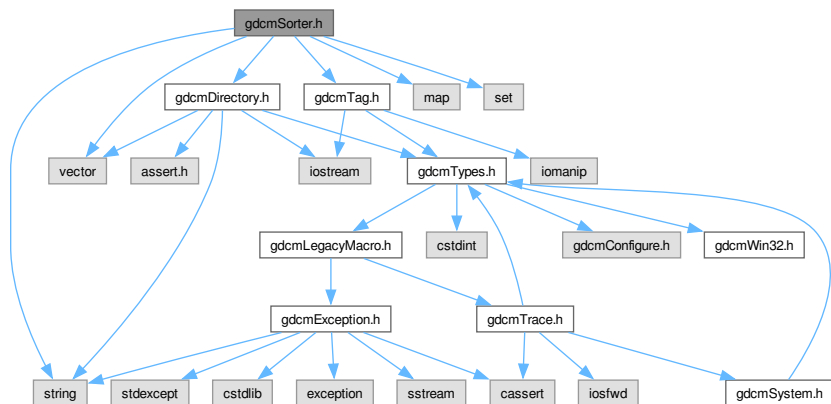 gdcmSorter.h
gdcmDirectory.h
gdcmTag.h
map
set
vector
assert.h
iostream
gdcmTypes.h
iomanip
gdcmLegacyMacro.h
cstdint
gdcmConfigure.h
gdcmWin32.h
gdcmException.h
gdcmTrace.h
string
stdexcept
cstdlib
exception
sstream
cassert
iosfwd
gdcmSystem.h